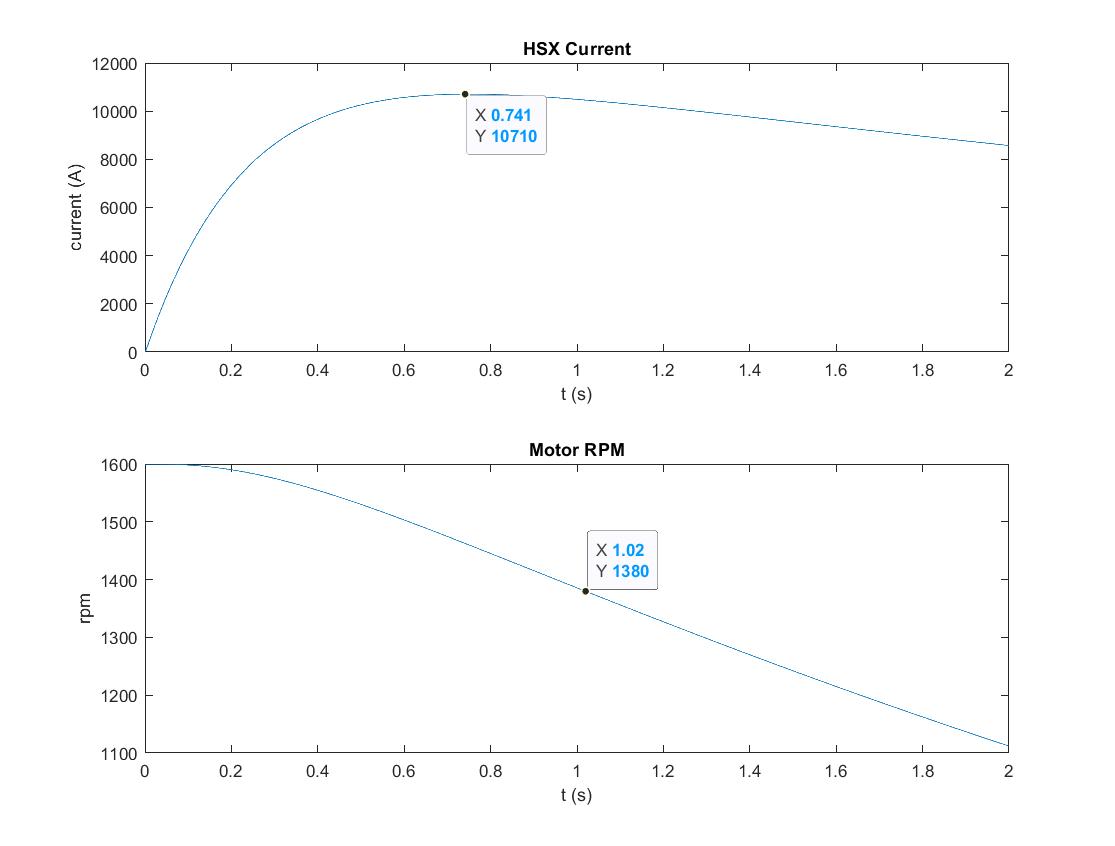 HSX Current
12000
10000
8000
6000
4000
2000
0
current (A)
X 0.741
Y 10710
0 0.2 0.4 0.6 0.8 1 1.2 1.4 1.6 1.8 2
t (s)
Motor RPM
1600
1500
1400
1300
1200
1100
rpm
X 1.02
Y 1380
0 0.2 0.4 0.6 0.8 1 1.2 1.4 1.6 1.8 2
t (s)